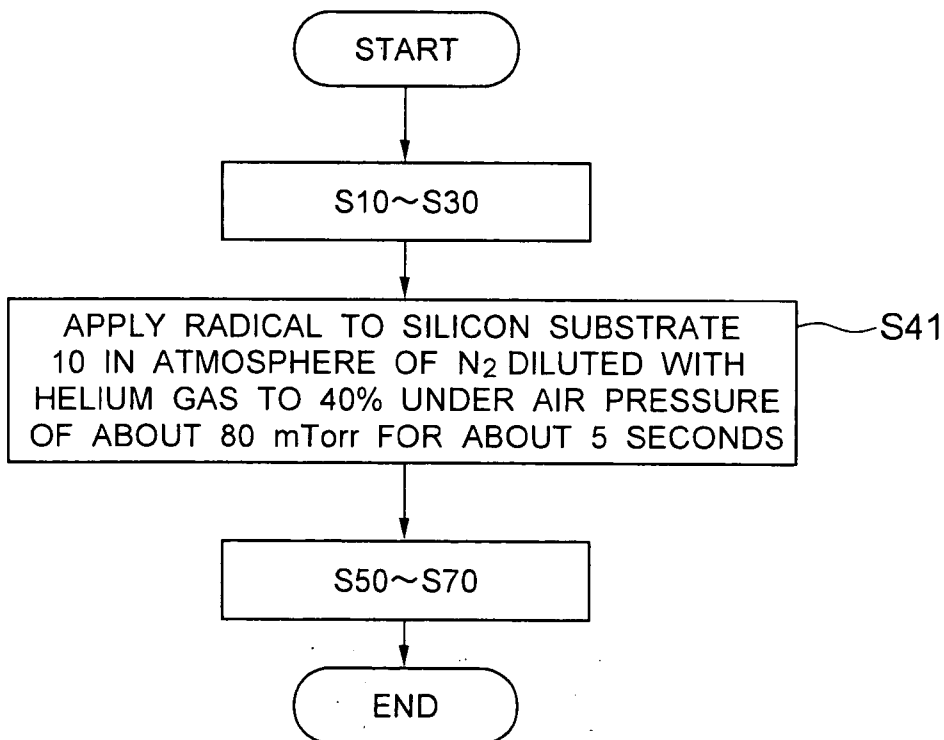 START
S10~S30
APPLY RADICAL TO SILICON SUBSTRATE
10 IN ATMOSPHERE OF N2 DILUTED WITH
HELIUM GAS TO 40% UNDER AIR PRESSURE
OF ABOUT 80 mTorr FOR ABOUT 5 SECONDS
S41
S50~S70
END